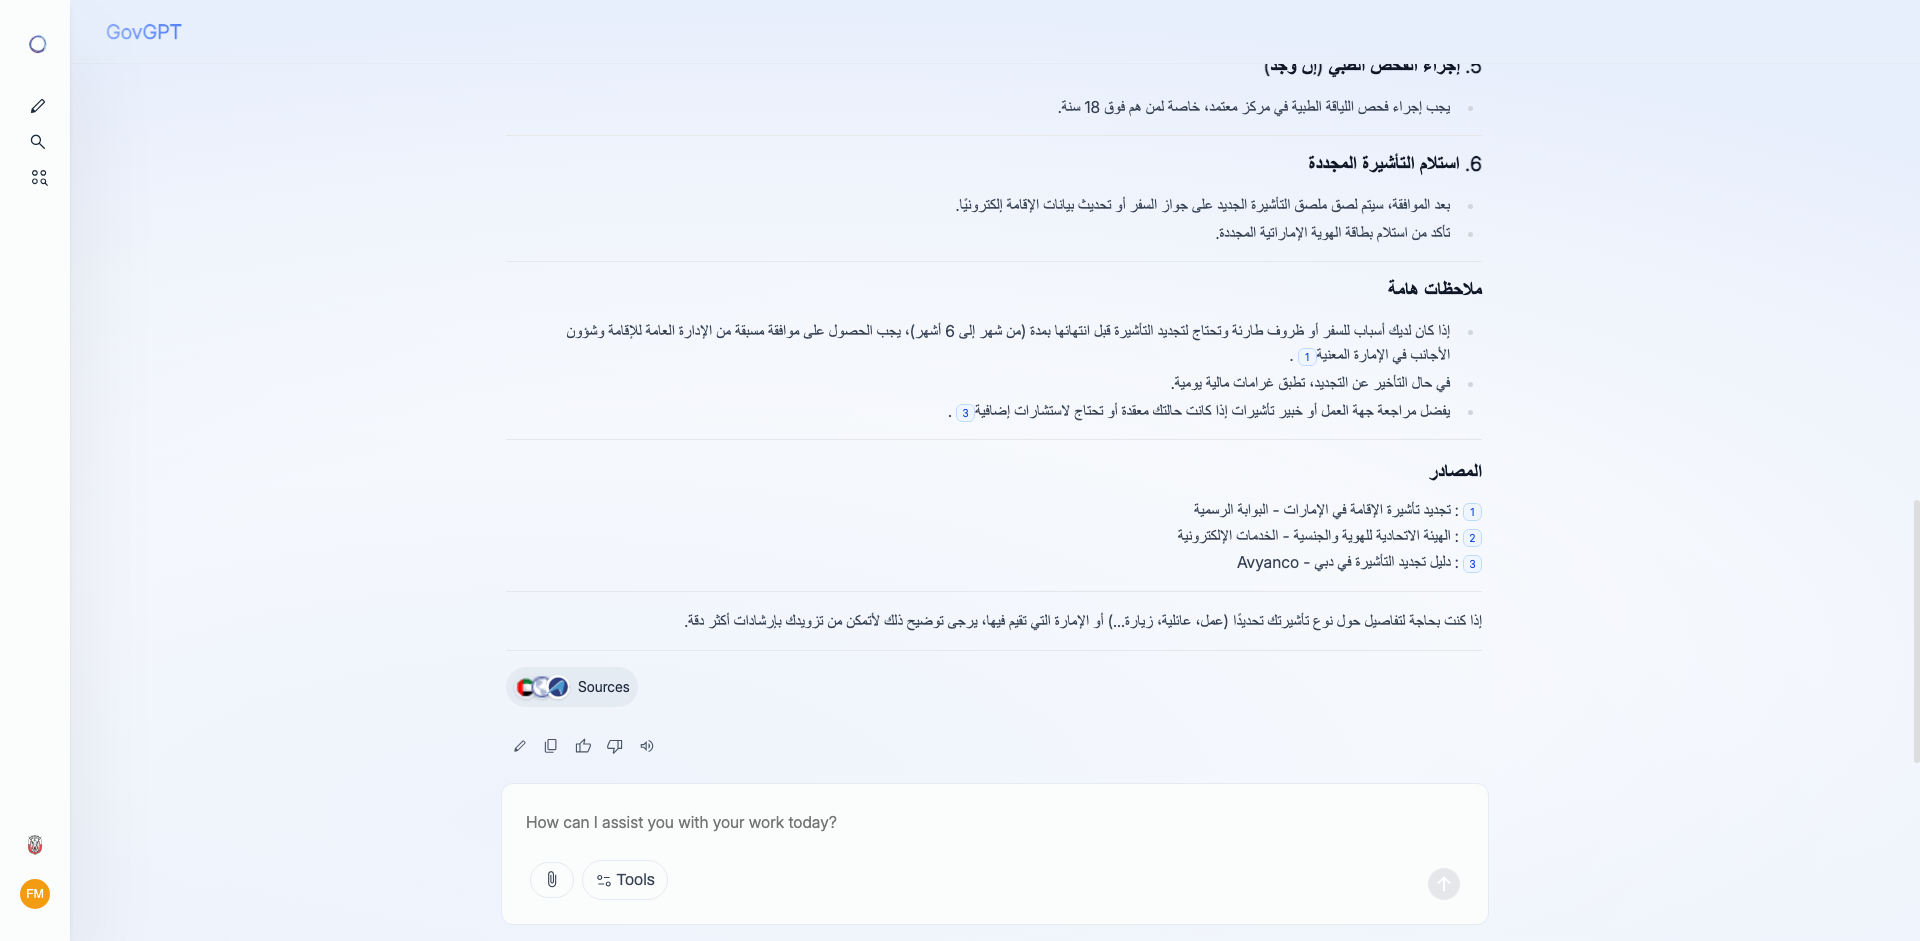 GovGPT
5. إجراء الفحص الطبي (إن وجد)
يجب إجراء فحص اللياقة الطبية في مركز معتمد، خاصة لمن هم فوق 18 سنة.
6. استلام التأشيرة المجددة
بعد الموافقة، سيتم لصق ملصق التأشيرة الجديد على جواز السفر أو تحديث بيانات الإقامة إلكترونيًا.
تأكد من استلام بطاقة الهوية الإماراتية المجددة.
ملاحظات هامة
إذا كان لديك أسباب للسفر أو ظروف طارئة وتحتاج لتجديد التأشيرة قبل انتهائها بمدة (من شهر إلى 6 أشهر)، يجب الحصول على موافقة مسبقة من الإدارة العامة للإقامة وشؤون
الأجانب في الإمارة المعنية 1 .
في حال التأخير عن التجديد، تطبق غرامات مالية يومية.
يفضل مراجعة جهة العمل أو خبير تأشيرات إذا كانت حالتك معقدة أو تحتاج لاستشارات إضافية 3 .
المصادر
1 : تجديد تأشيرة الإقامة في الإمارات - البوابة الرسمية
2 : الهيئة الاتحادية للهوية والجنسية - الخدمات الإلكترونية
3 : دليل تجديد التأشيرة في دبي - Avyanco
إذا كنت بحاجة لتفاصيل حول نوع تأشيرتك تحديدًا (عمل، عائلية، زيارة...) أو الإمارة التي تقيم فيها، يرجى توضيح ذلك لأتمكن من تزويدك بإرشادات أكثر دقة.
Sources
How can I assist you with your work today?
Tools
FM